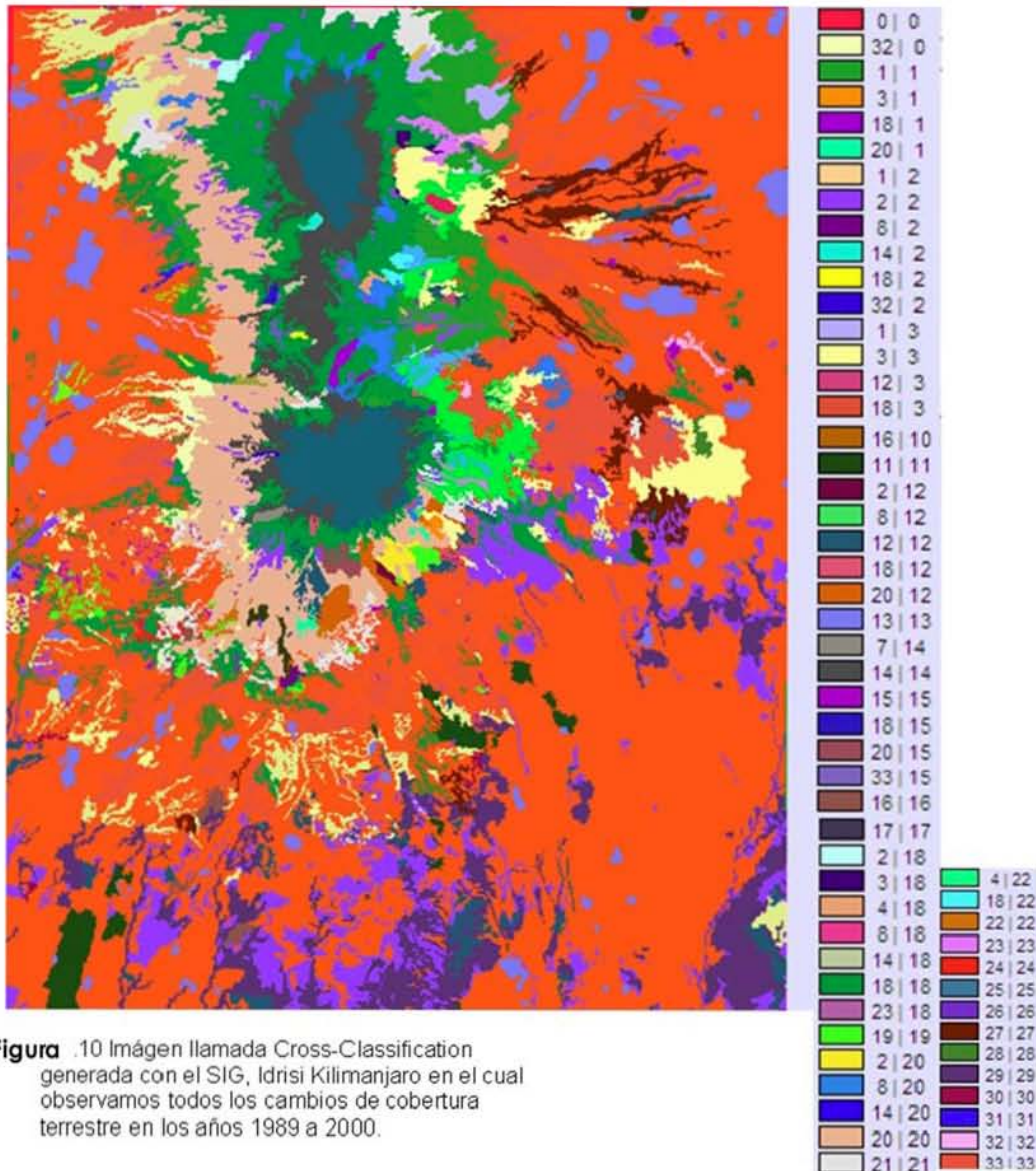 0 | 0
32 | 0
1 | 1
3 | 1
18 | 1
20 | 1
1 | 2
2 | 2
8 | 2
14 | 2
18 | 2
32 | 2
1 | 3
3 | 3
12 | 3
18 | 3
16 | 10
11 | 11
2 | 12
8 | 12
12 | 12
18 | 12
20 | 12
13 | 13
7 | 14
14 | 14
15 | 15
18 | 15
20 | 15
33 | 15
16 | 16
17 | 17
2 | 18
3 | 18
4 | 18
8 | 18
14 | 18
18 | 18
23 | 18
19 | 19
2 | 20
8 | 20
14 | 20
20 | 20
21 | 21
4 | 22
18 | 22
22 | 22
23 | 23
24 | 24
25 | 25
26 | 26
27 | 27
28 | 28
29 | 29
30 | 30
31 | 31
32 | 32
33 | 33
Figura .10 Imágen llamada Cross-Classification
generada con el SIG, Idrisi Kilimanjaro en el cual
observamos todos los cambios de cobertura
terrestre en los años 1989 a 2000.